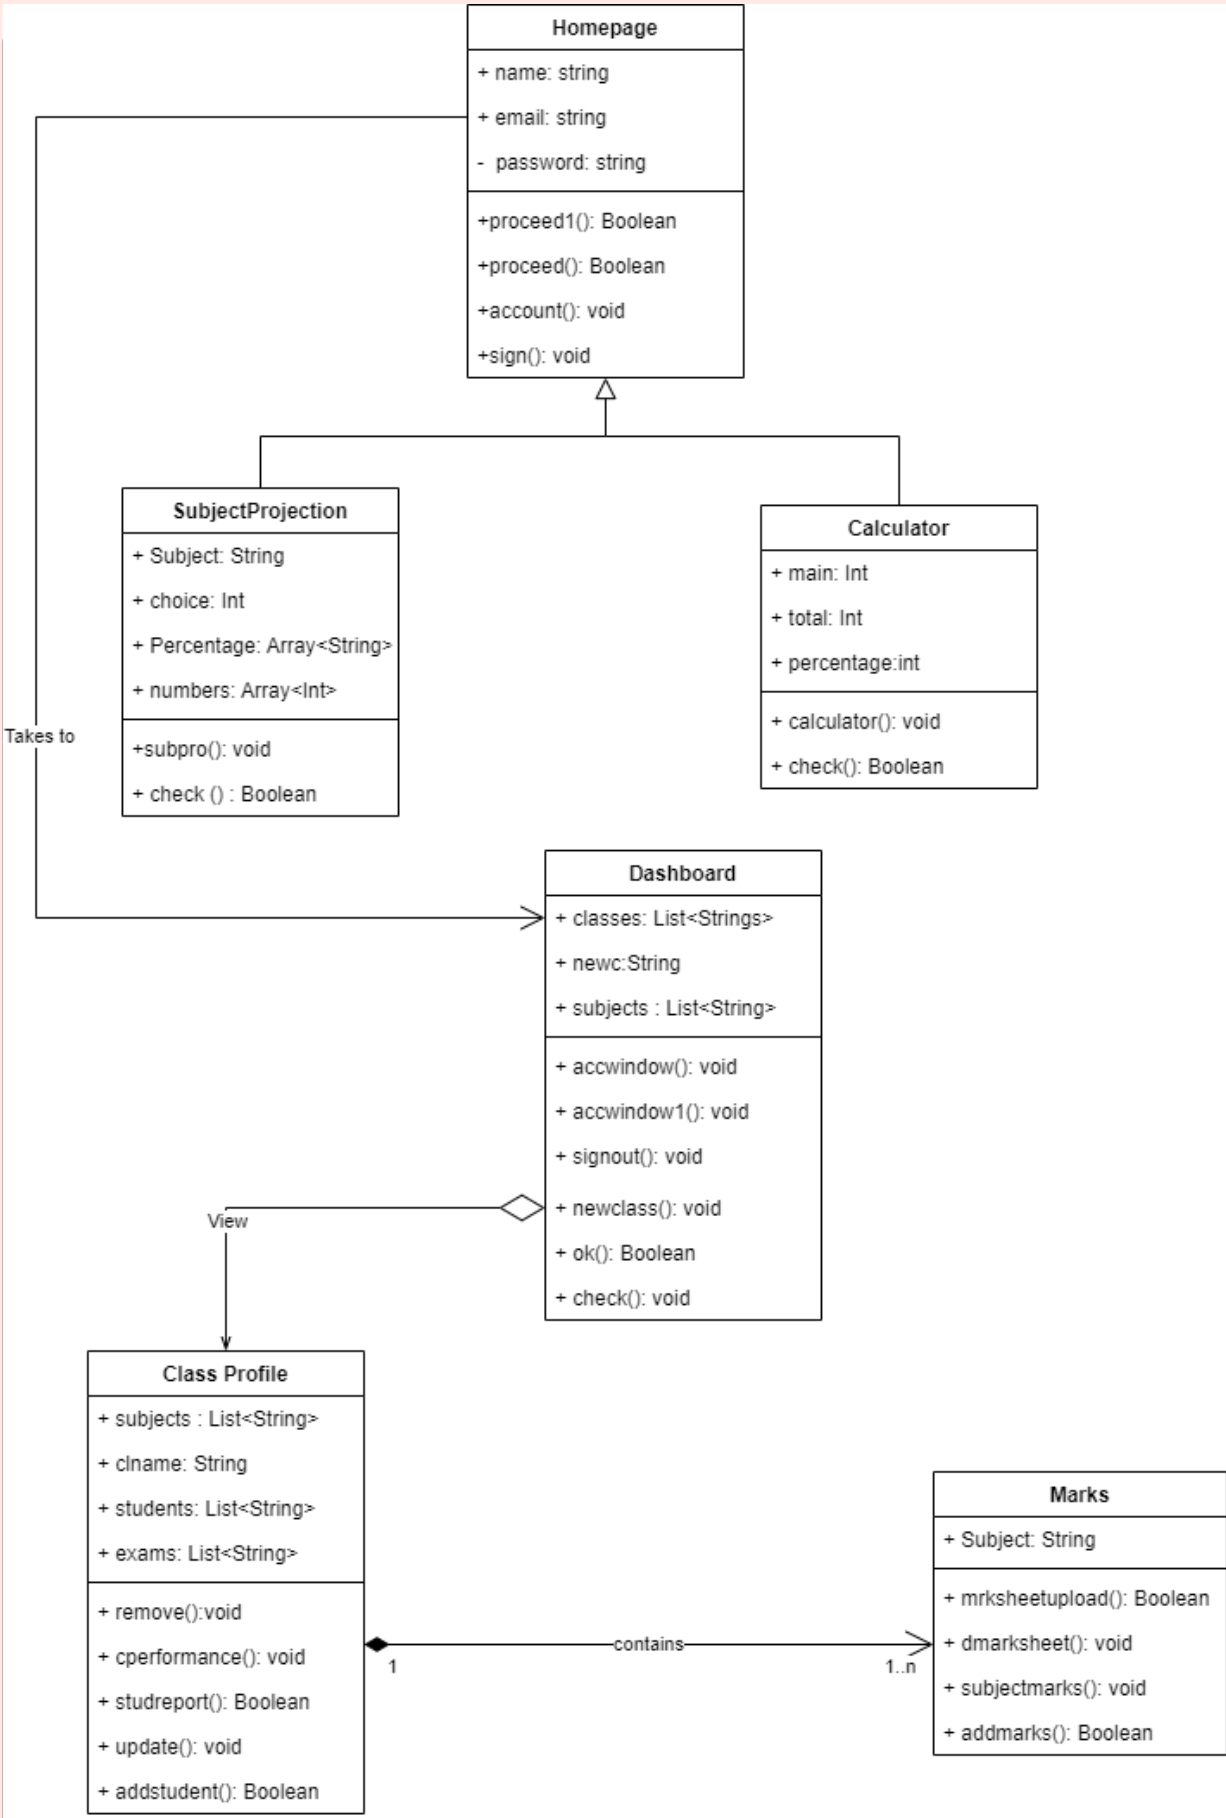 Homepage
+ name: string
+ email: string
- password: string
+proceed1(): Boolean
+proceed(): Boolean
+account(): void
+sign(): void
SubjectProjection
+ Subject: String
+ choice: Int
+ Percentage: Array<String>
+ numbers: Array<Int>
+subpro(): void
+ check () : Boolean
Calculator
+ main: Int
+ total: Int
+ percentage:int
+ calculator(): void
+ check(): Boolean
Takes to
Dashboard
+ classes: List<Strings>
+ newc:String
+ subjects : List<String>
+ accwindow(): void
+ accwindow1(): void
+ signout(): void
+ newclass(): void
+ ok(): Boolean
+ check(): void
View
Class Profile
+ subjects : List<String>
+ clname: String
+ students: List<String>
+ exams: List<String>
+ remove():void
+ cperformance(): void
+ studreport(): Boolean
+ update(): void
+ addstudent(): Boolean
contains
1
1..n
Marks
+ Subject: String
+ mrksheetupload(): Boolean
+ dmarksheet(): void
+ subjectmarks(): void
+ addmarks(): Boolean